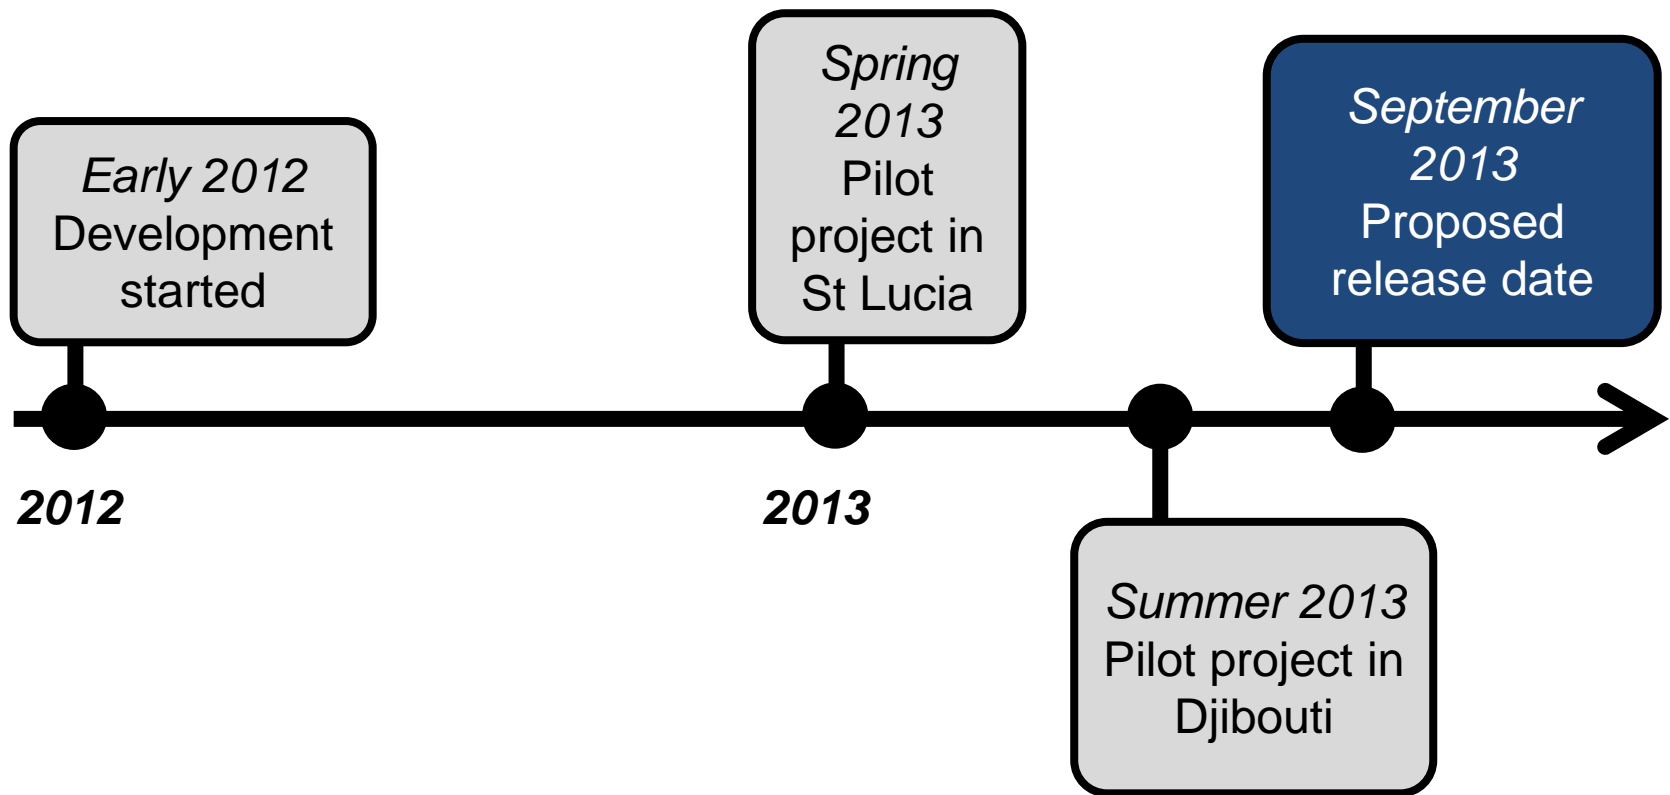 Early 2012
Development
started
Spring
2013
Pilot
project in
St Lucia
September
2013
Proposed
release date
2012
2013
Summer 2013
Pilot project in
Djibouti